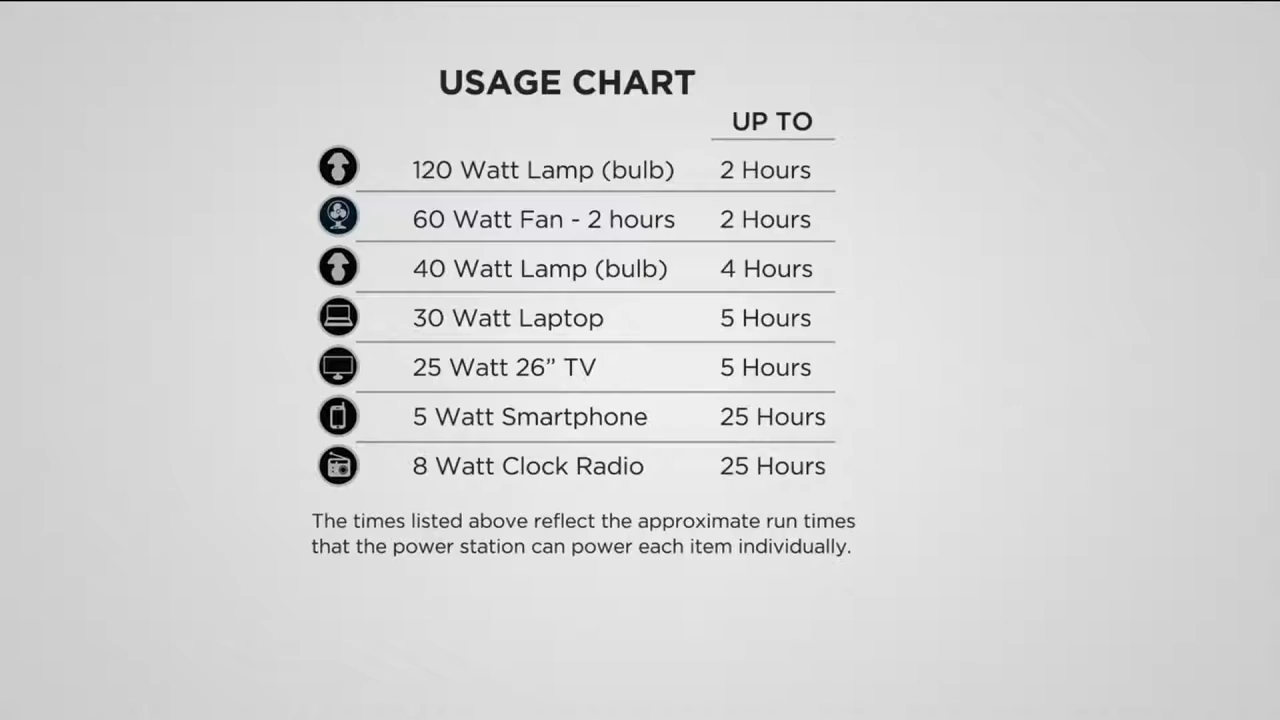 USAGE CHART
UP TO
120 Watt Lamp (bulb) 2 Hours
60 Watt Fan - 2 hours 2 Hours
40 Watt Lamp (bulb) 4 Hours
30 Watt Laptop 5 Hours
25 Watt 26” TV 5 Hours
5 Watt Smartphone 25 Hours
8 Watt Clock Radio 25 Hours
The times listed above reflect the approximate run times
that the power station can power each item individually.